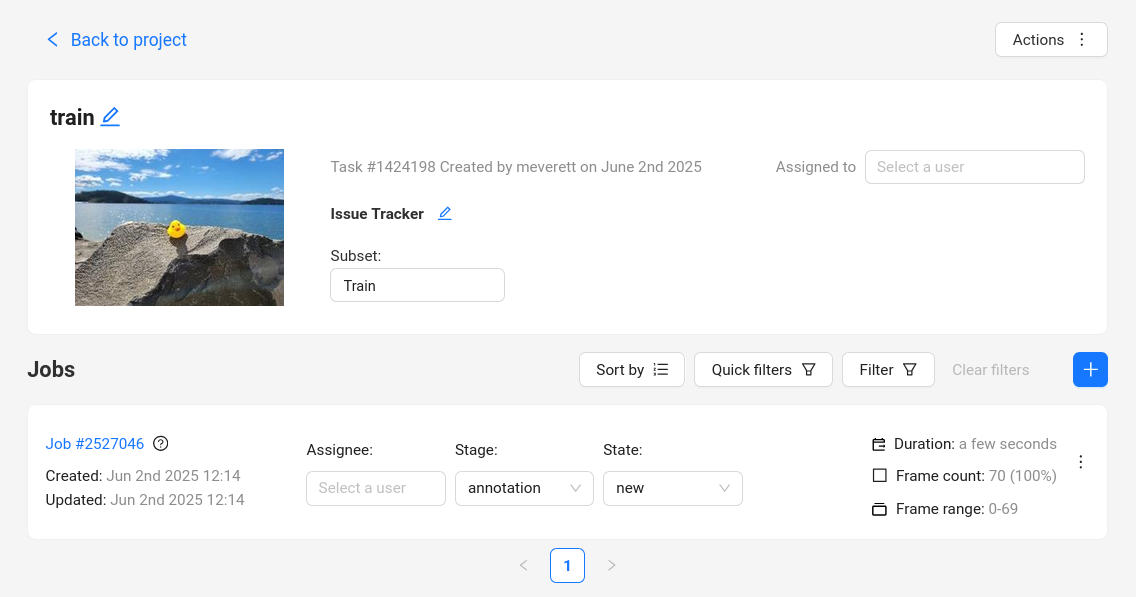 Back to project
Actions
train
Task #1424198 Created by meverett on June 2nd 2025
Assigned to
Select a user
Issue Tracker
Subset:
Train
Jobs
Sort by
Quick filters
Filter
Clear filters
Job #2527046
Created: Jun 2nd 2025 12:14
Updated: Jun 2nd 2025 12:14
Assignee:
Select a user
Stage:
annotation
State:
new
Duration: a few seconds
Frame count: 70 (100%)
Frame range: 0-69
1